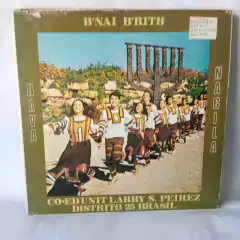 B'NAI B'RITH
HAVA
NAGILA
CO-ED UNIT LARRY S. PEIREZ
DISTRITO 25 BRASIL